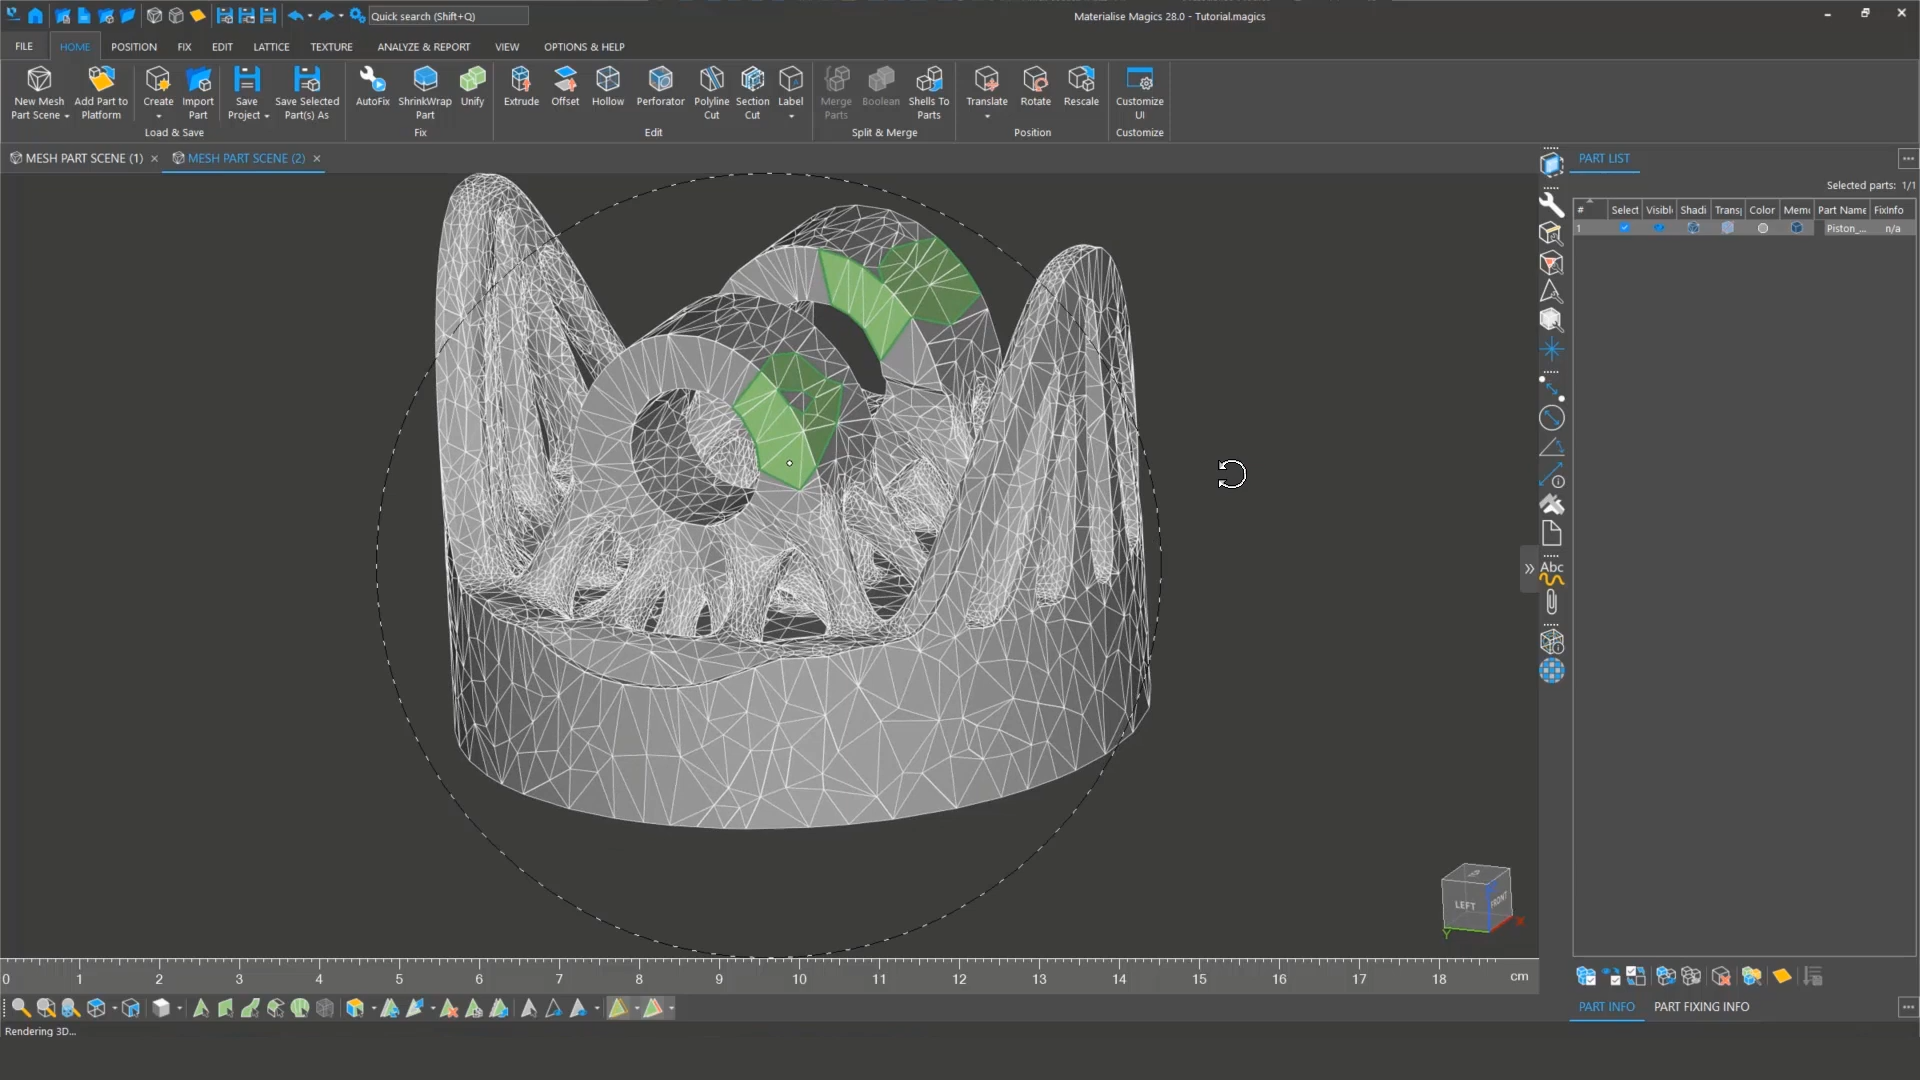 Quick search (Shift+Q)
Materialise Magics 28.0 - Tutorial.magics
FILE HOME POSITION FIX EDIT LATTICE TEXTURE ANALYZE & REPORT VIEW OPTIONS & HELP
New Mesh Part Scene
Add Part to Platform
Create
Import Part
Save Project
Save Selected Part(s) As
AutoFix
ShrinkWrap Part
Unify
Extrude
Offset
Hollow
Perforator
Polyline Cut
Section Cut
Label
Merge Parts
Boolean
Shells To Parts
Translate
Rotate
Rescale
Customize UI
Load & Save
Fix
Edit
Split & Merge
Position
Customize
MESH PART SCENE (1)
MESH PART SCENE (2)
PART LIST
Selected parts: 1/1
# Select Visibl Shadi Trans Color Mem Part Name FixInfo
1 Piston_... n/a
Abc
LEFT FRONT
Y X
0 1 2 3 4 5 6 7 8 9 10 11 12 13 14 15 16 17 18 cm
PART INFO PART FIXING INFO
Rendering 3D...